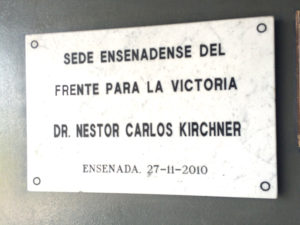 SEDE ENSENADENSE DEL
FRENTE PARA LA VICTORIA
DR. NESTOR CARLOS KIRCHNER
ENSENADA, 27-11-2010